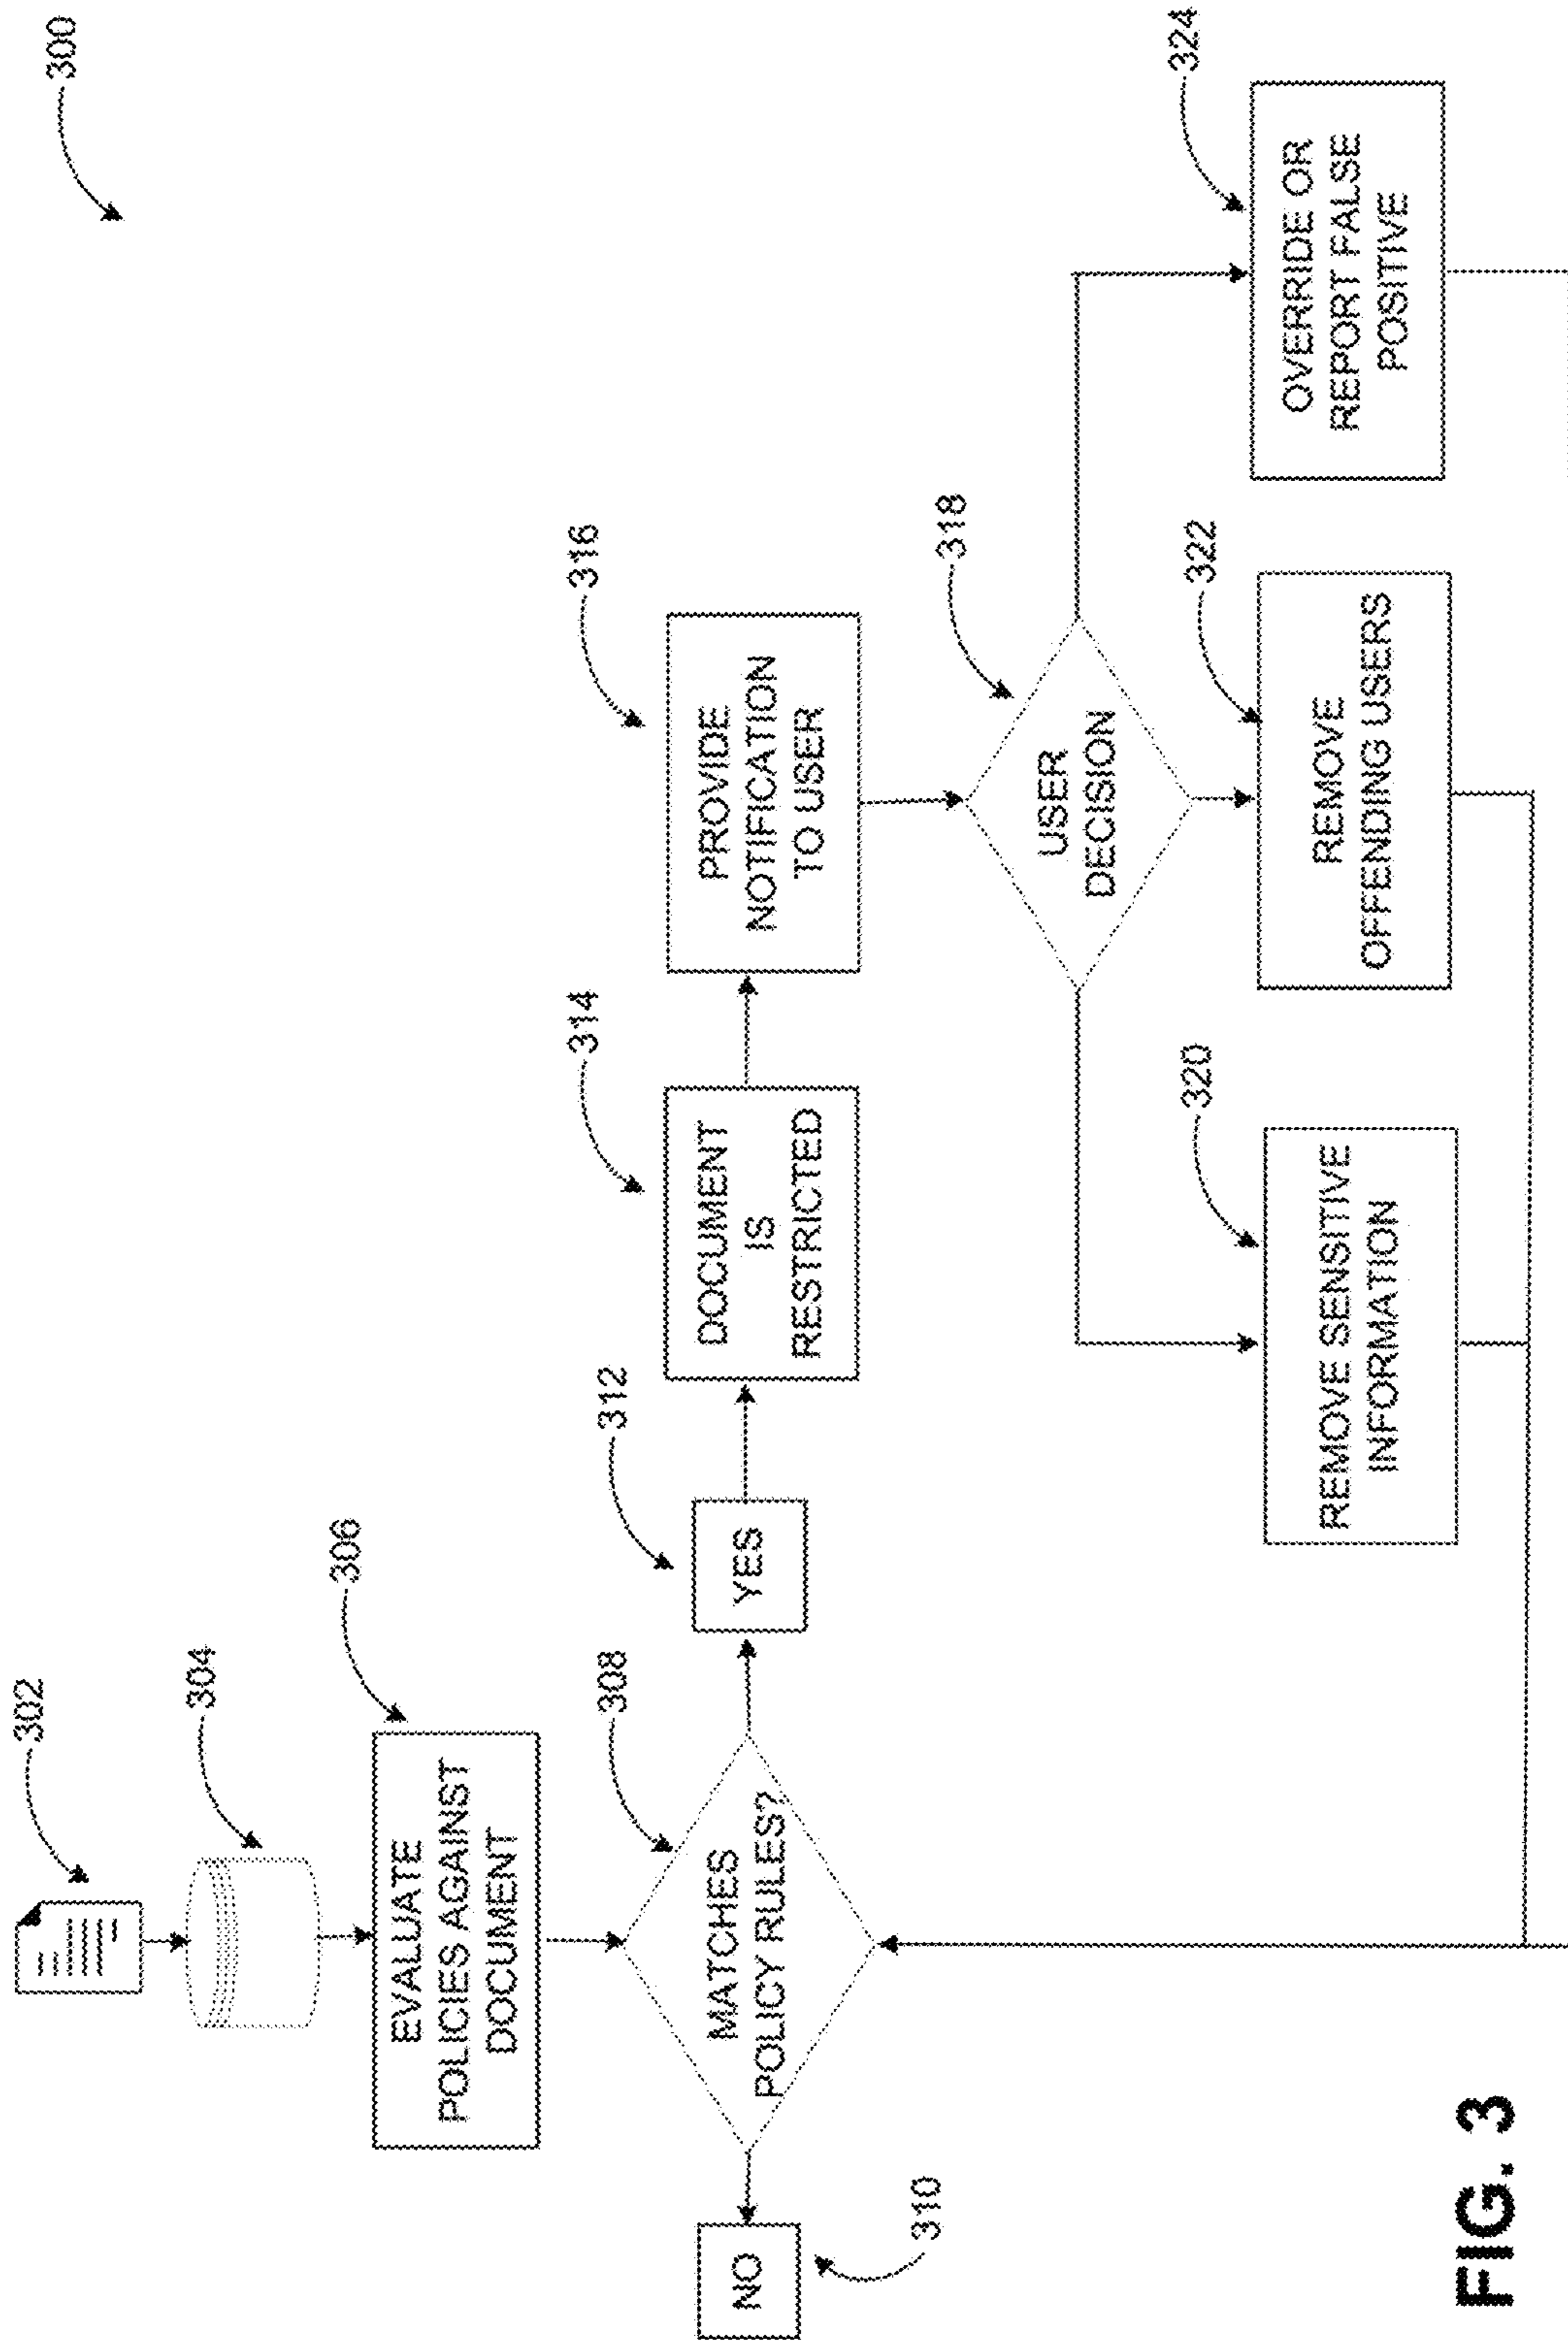 300
302
304
306
EVALUATE
POLICIES AGAINST
DOCUMENT
308
MATCHES
POLICY RULES?
310
NO
312
YES
314
DOCUMENT
IS
RESTRICTED
316
PROVIDE
NOTIFICATION
TO USER
318
USER
DECISION
320
REMOVE SENSITIVE
INFORMATION
322
REMOVE
OFFENDING USERS
324
OVERRIDE OR
REPORT FALSE
POSITIVE
FIG. 3